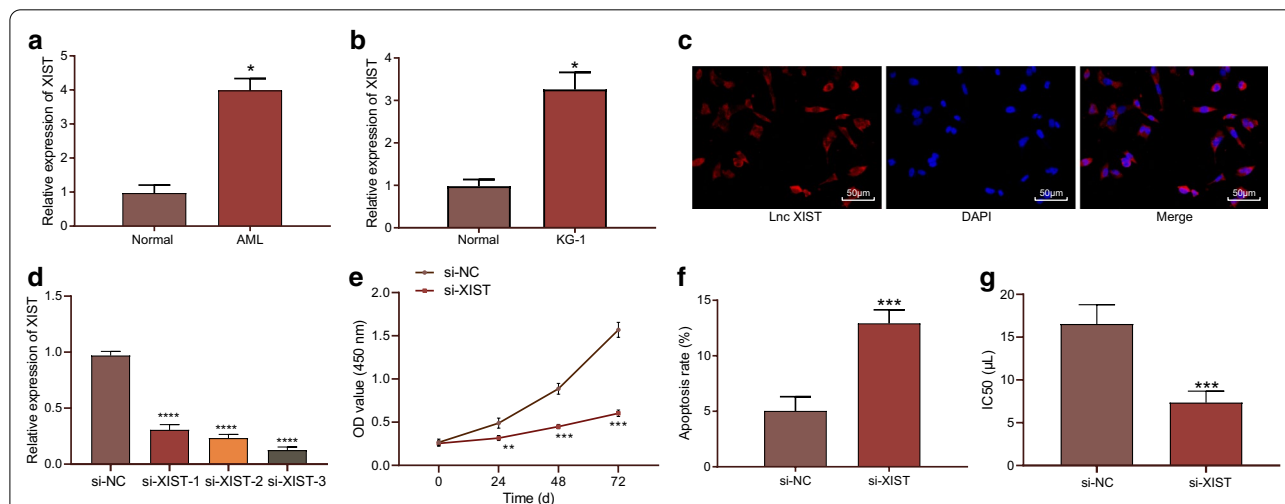 a
Relative expression of XIST
5
4
3
2
1
0
*
Normal
AML
b
Relative expression of XIST
4
3
2
1
0
*
Normal
KG-1
c
50µm
50µm
50µm
Lnc XIST
DAPI
Merge
d
Relative expression of XIST
1.5
1.0
0.5
0.0
****
****
****
si-NC
si-XIST-1
si-XIST-2
si-XIST-3
e
si-NC
si-XIST
OD value (450 nm)
2.0
1.5
1.0
0.5
0.0
**
***
***
0
24
48
72
Time (d)
f
Apoptosis rate (%)
15
10
5
0
***
si-NC
si-XIST
g
IC50 (µL)
20
15
10
5
0
***
si-NC
si-XIST